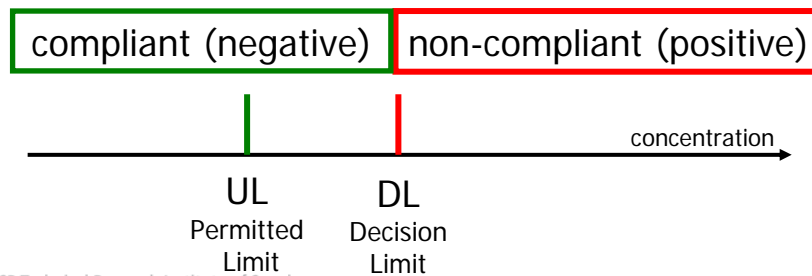 compliant (negative) non-compliant (positive)
concentration
UL DL
Permitted Decision
Limit Limit